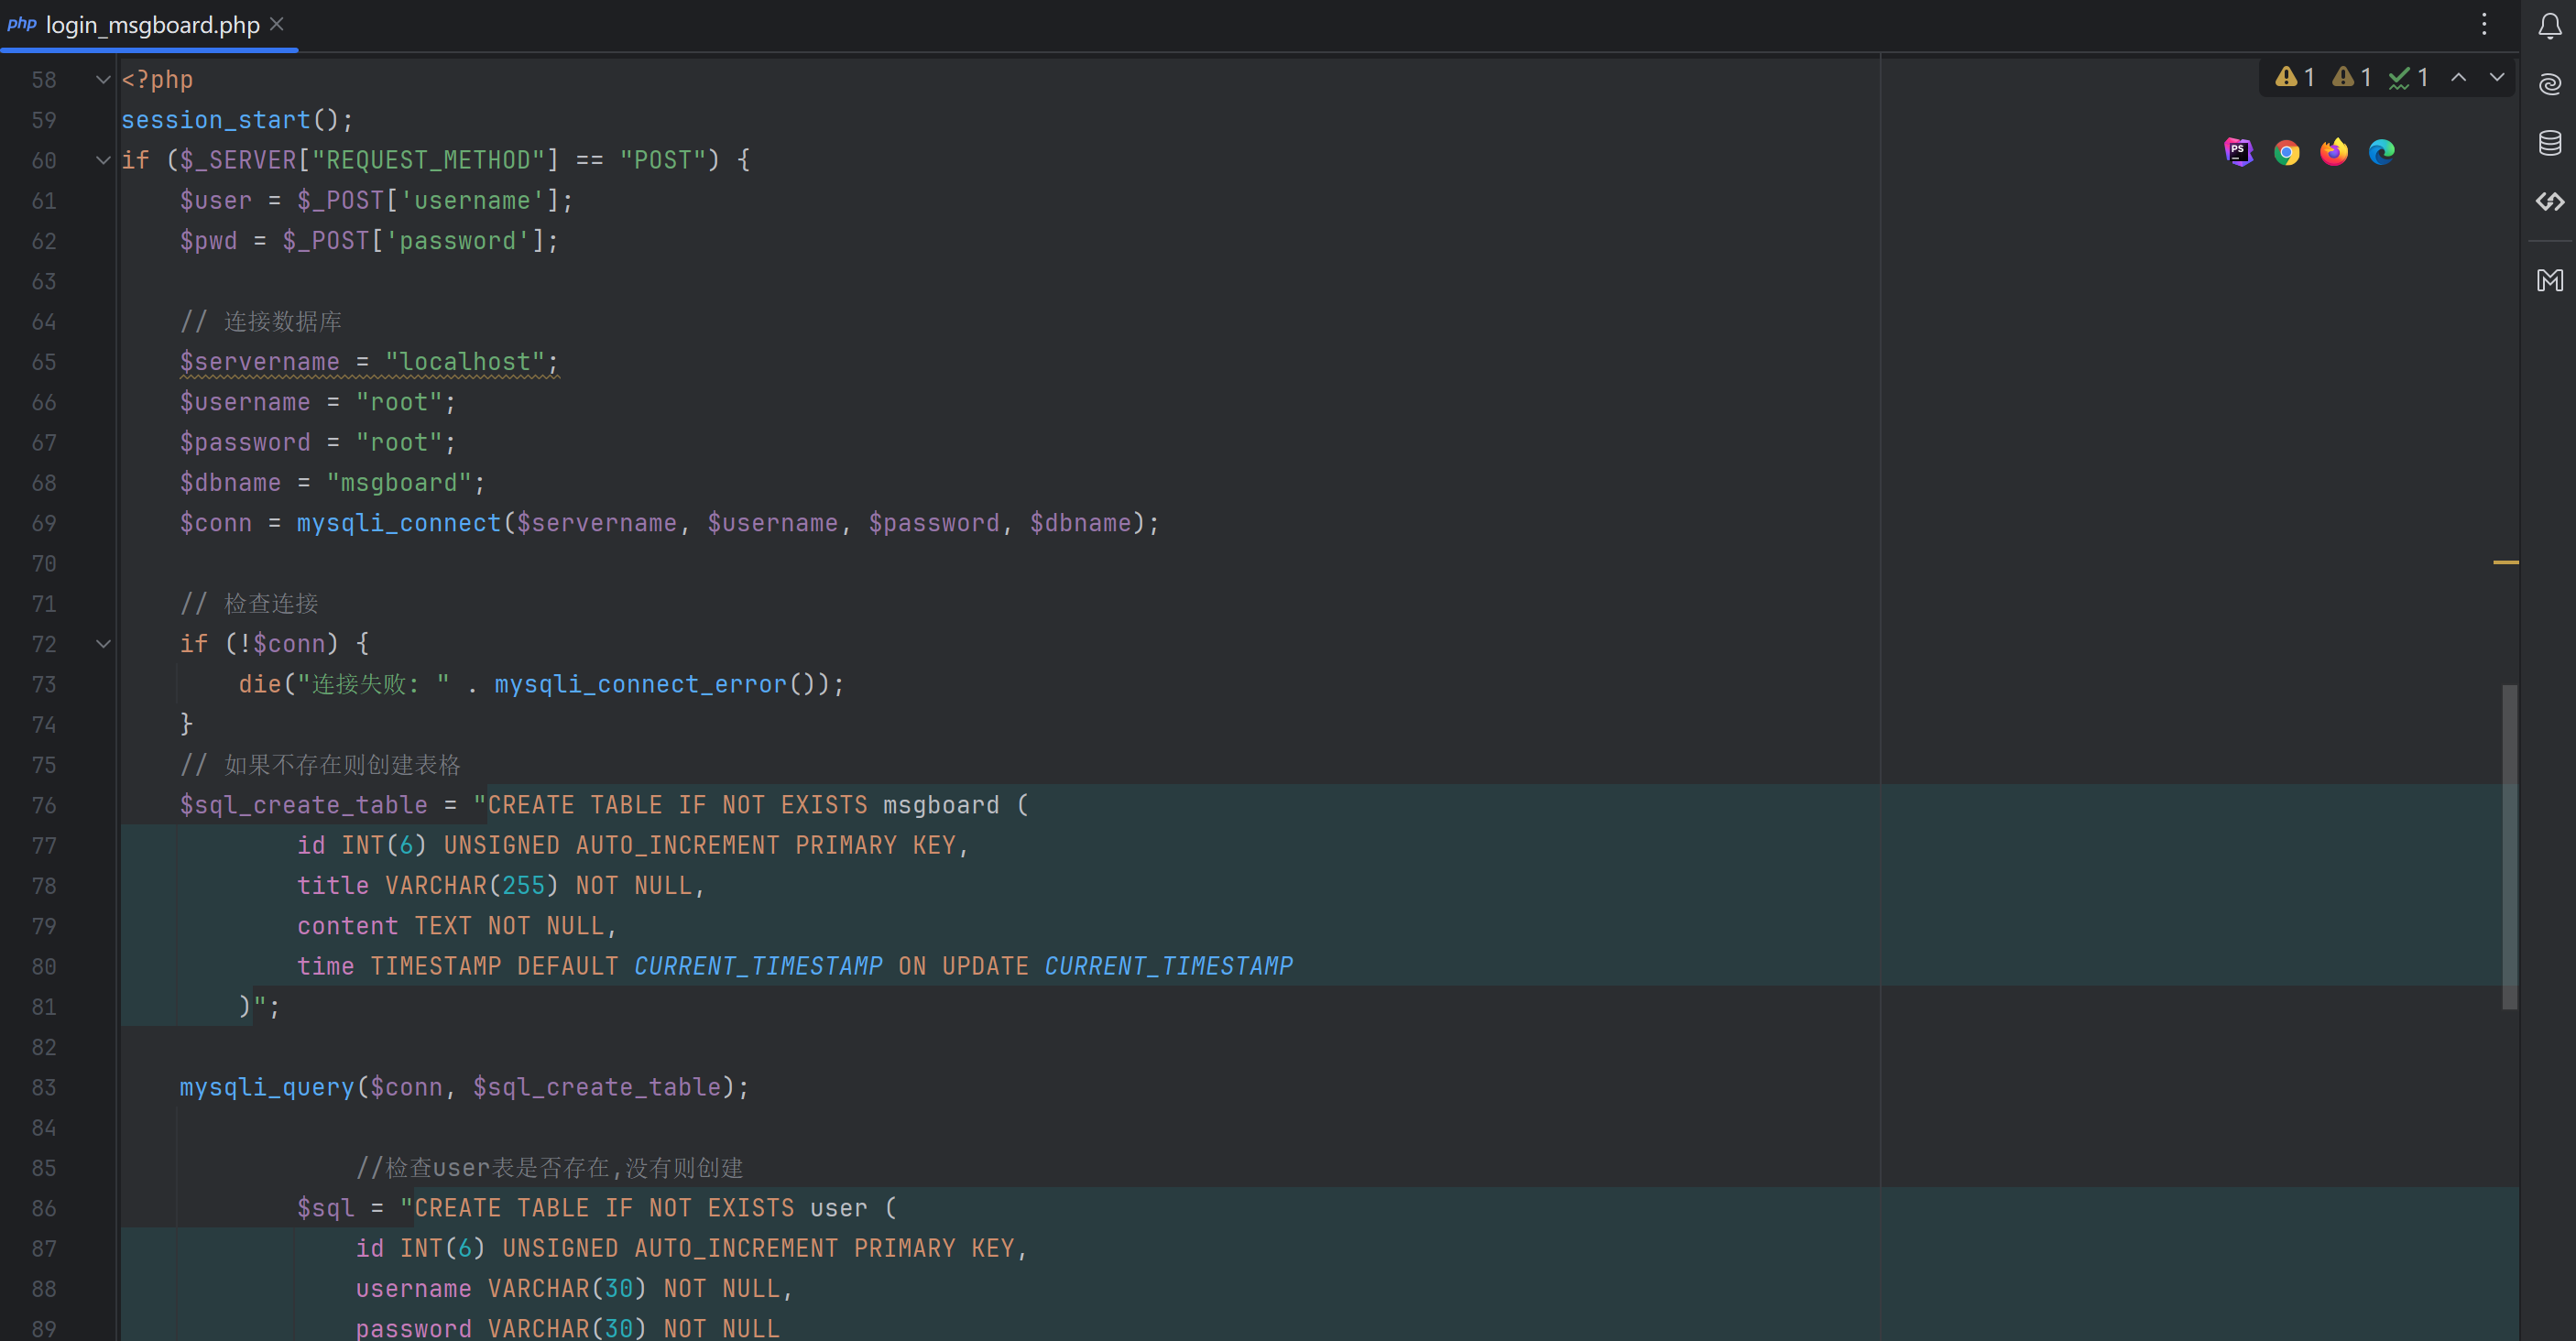 php login_msgboard.php
1 1 1
58 <?php
59 session_start();
60 if ($_SERVER["REQUEST_METHOD"] == "POST") {
61     $user = $_POST['username'];
62     $pwd = $_POST['password'];
63
64     // 连接数据库
65     $servername = "localhost";
66     $username = "root";
67     $password = "root";
68     $dbname = "msgboard";
69     $conn = mysqli_connect($servername, $username, $password, $dbname);
70
71     // 检查连接
72     if (!$conn) {
73         die("连接失败: " . mysqli_connect_error());
74     }
75     // 如果不存在则创建表格
76     $sql_create_table = "CREATE TABLE IF NOT EXISTS msgboard (
77             id INT(6) UNSIGNED AUTO_INCREMENT PRIMARY KEY,
78             title VARCHAR(255) NOT NULL,
79             content TEXT NOT NULL,
80             time TIMESTAMP DEFAULT CURRENT_TIMESTAMP ON UPDATE CURRENT_TIMESTAMP
81         )";
82
83     mysqli_query($conn, $sql_create_table);
84
85                 //检查user表是否存在,没有则创建
86             $sql = "CREATE TABLE IF NOT EXISTS user (
87                 id INT(6) UNSIGNED AUTO_INCREMENT PRIMARY KEY,
88                 username VARCHAR(30) NOT NULL,
89                 password VARCHAR(30) NOT NULL